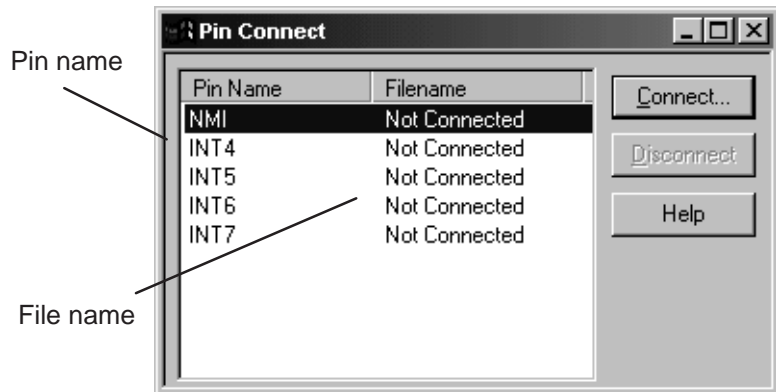 Pin Connect
Pin name
Pin Name Filename
Connect...
NMI Not Connected
INT4 Not Connected
Disconnect
INT5 Not Connected
INT6 Not Connected
Help
INT7 Not Connected
File name